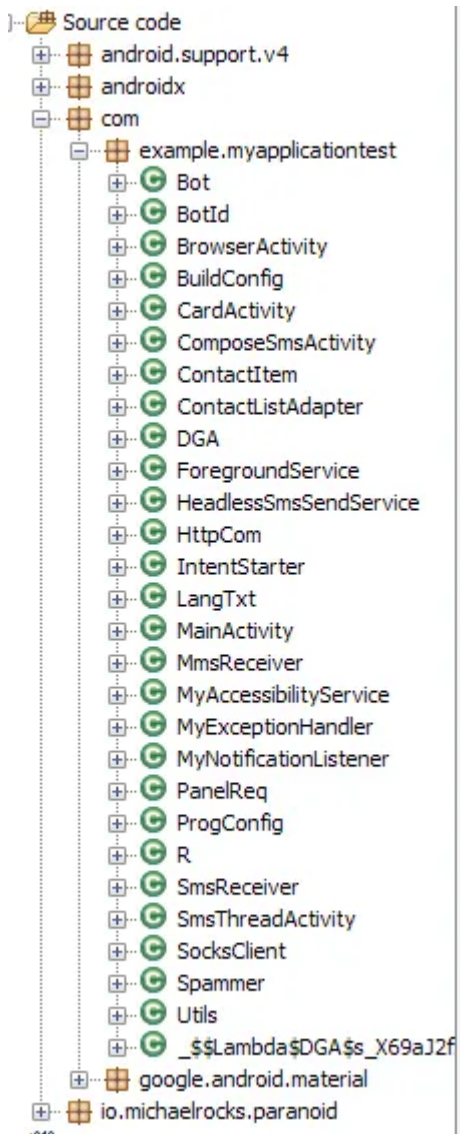 Source code
android.support.v4
androidx
com
example.myapplicationtest
Bot
BotId
BrowserActivity
BuildConfig
CardActivity
ComposeSmsActivity
ContactItem
ContactListAdapter
DGA
ForegroundService
HeadlessSmsSendService
HttpCom
IntentStarter
LangTxt
MainActivity
MmsReceiver
MyAccessibilityService
MyExceptionHandler
MyNotificationListener
PanelReq
ProgConfig
R
SmsReceiver
SmsThreadActivity
SocksClient
Spammer
Utils
_$$Lambda$DGA$s_X69aJ2f
google.android.material
io.michaelrocks.paranoid